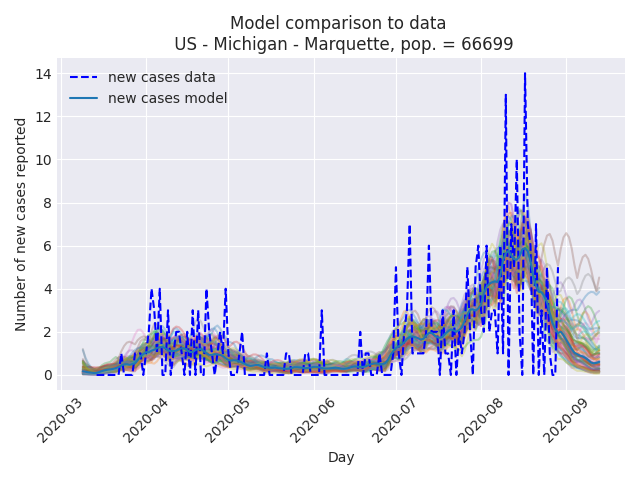 Model comparison to data
US - Michigan - Marquette, pop. = 66699
new cases data
new cases model
Number of new cases reported
14
12
10
8
6
4
2
0
2020-03
2020-04
2020-05
2020-06
2020-07
2020-08
2020-09
Day